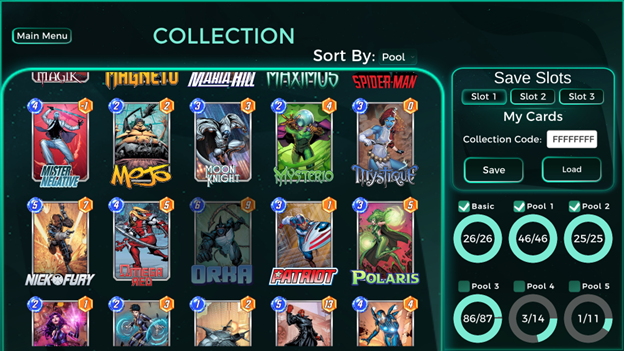 Main Menu
COLLECTION
Sort By: Pool
MAGIK MAGNETO MARIA HILL MAXIMUS SPIDER-MAN
4 -1 2 2 3 3 2 4 3 0
MISTER NEGATIVE
MOJO
MOON KNIGHT
MYSTERIO
MYSTIQUE
5 7 4 5 6 9 3 1 3 5
NICK FURY
OMEGA RED
ORKA
PATRIOT
POLARIS
2 1 2 3 1 2 5 13 4 4
Save Slots
Slot 1 Slot 2 Slot 3
My Cards
Collection Code: FFFFFFFF
Save Load
Basic Pool 1 Pool 2
26/26 46/46 25/25
Pool 3 Pool 4 Pool 5
86/87 3/14 1/11